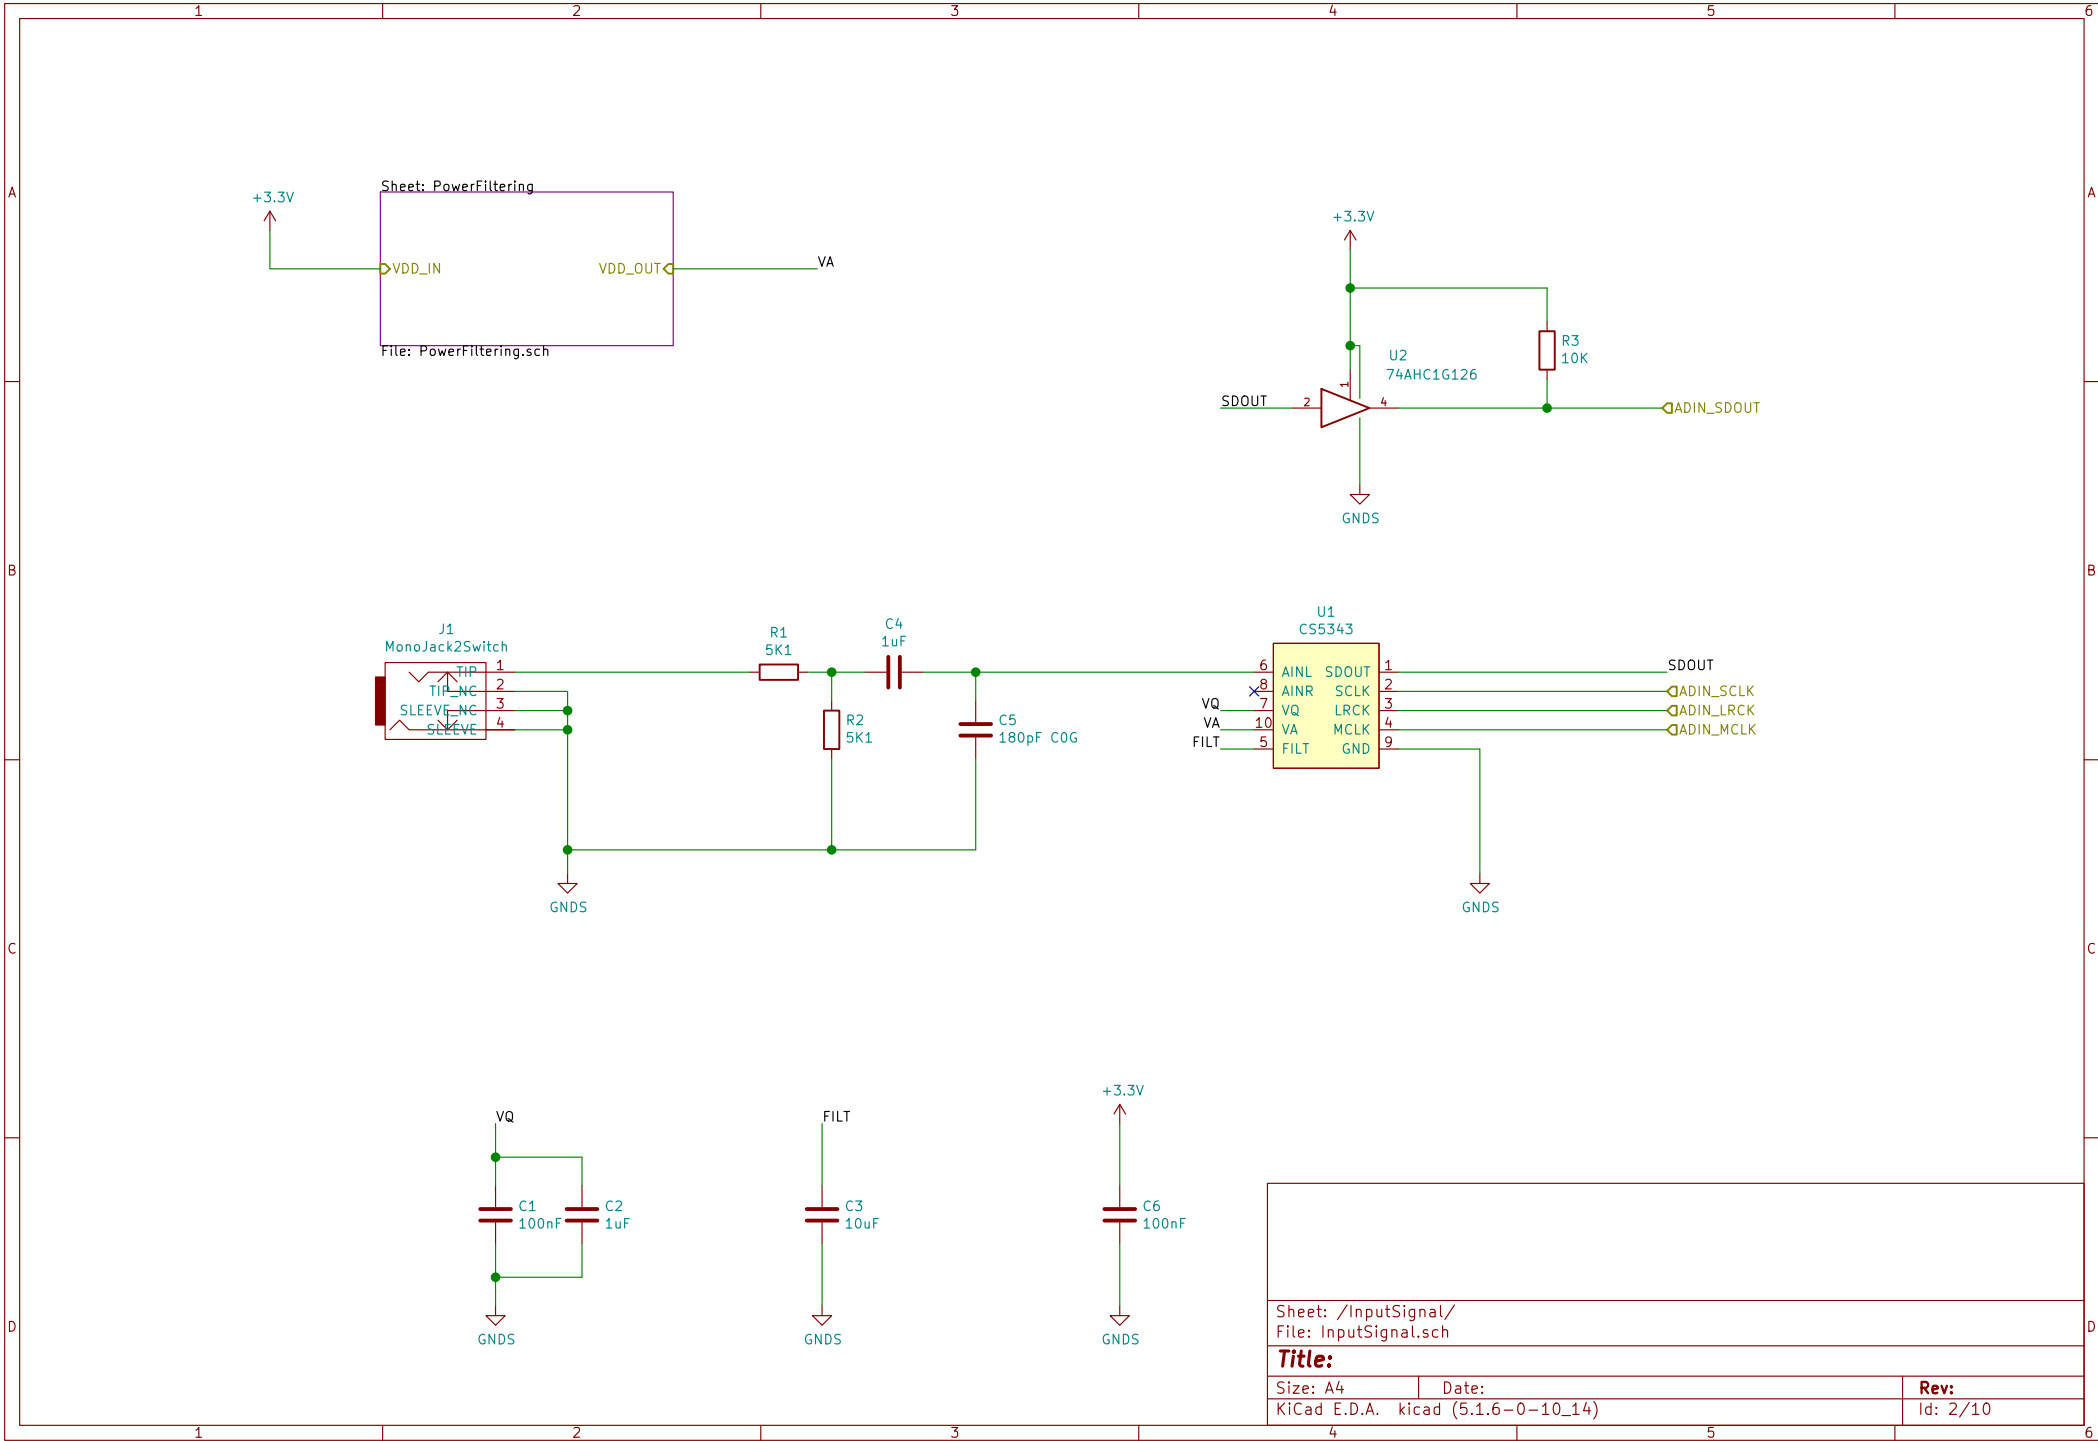 1 2 3 4 5 6
A A
B B
C C
D D
Sheet: PowerFiltering
+3.3V
VDD_IN VDD_OUT
VA
File: PowerFiltering.sch
+3.3V
R3
10K
U2
74AHC1G126
1
SDOUT
2
4
ADIN_SDOUT
GNDS
J1
MonoJack2Switch
TIP 1
TIP_NC 2
SLEEVE_NC 3
SLEEVE 4
R1
5K1
C4
1uF
R2
5K1
C5
180pF C0G
GNDS
U1
CS5343
6 AINL SDOUT 1 SDOUT
8 AINR SCLK 2 ADIN_SCLK
VQ 7 VQ LRCK 3 ADIN_LRCK
VA 10 VA MCLK 4 ADIN_MCLK
FILT 5 FILT GND 9
GNDS
VQ
C1
100nF
C2
1uF
GNDS
FILT
C3
10uF
GNDS
+3.3V
C6
100nF
GNDS
Sheet: /InputSignal/
File: InputSignal.sch
Title:
Size: A4 Date: Rev:
KiCad E.D.A. kicad (5.1.6-0-10_14) Id: 2/10
1 2 3 4 5 6